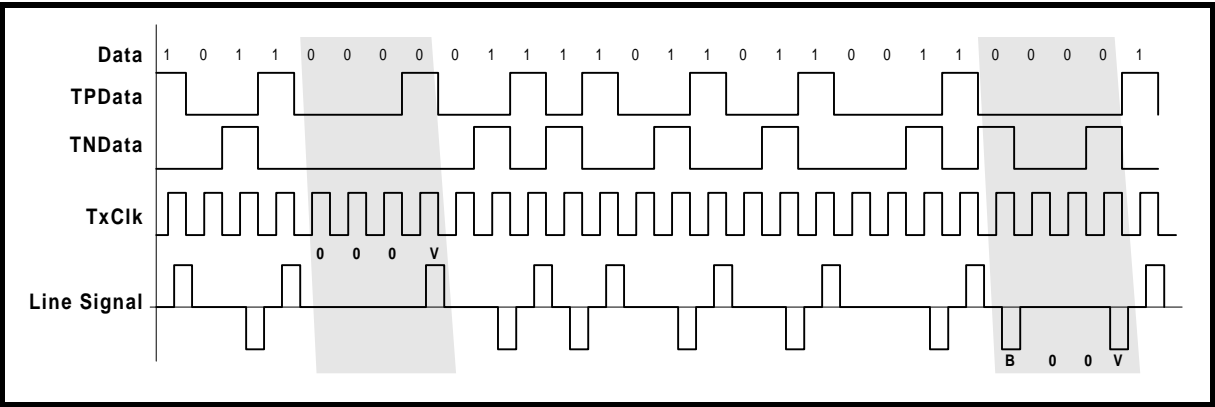 Data 1 0 1 1 0 0 0 0 0 1 1 1 1 0 1 1 0 1 1 0 0 1 1 0 0 0 0 1
TPData
TNData
TxClk
0 0 0 V
Line Signal
B 0 0 V